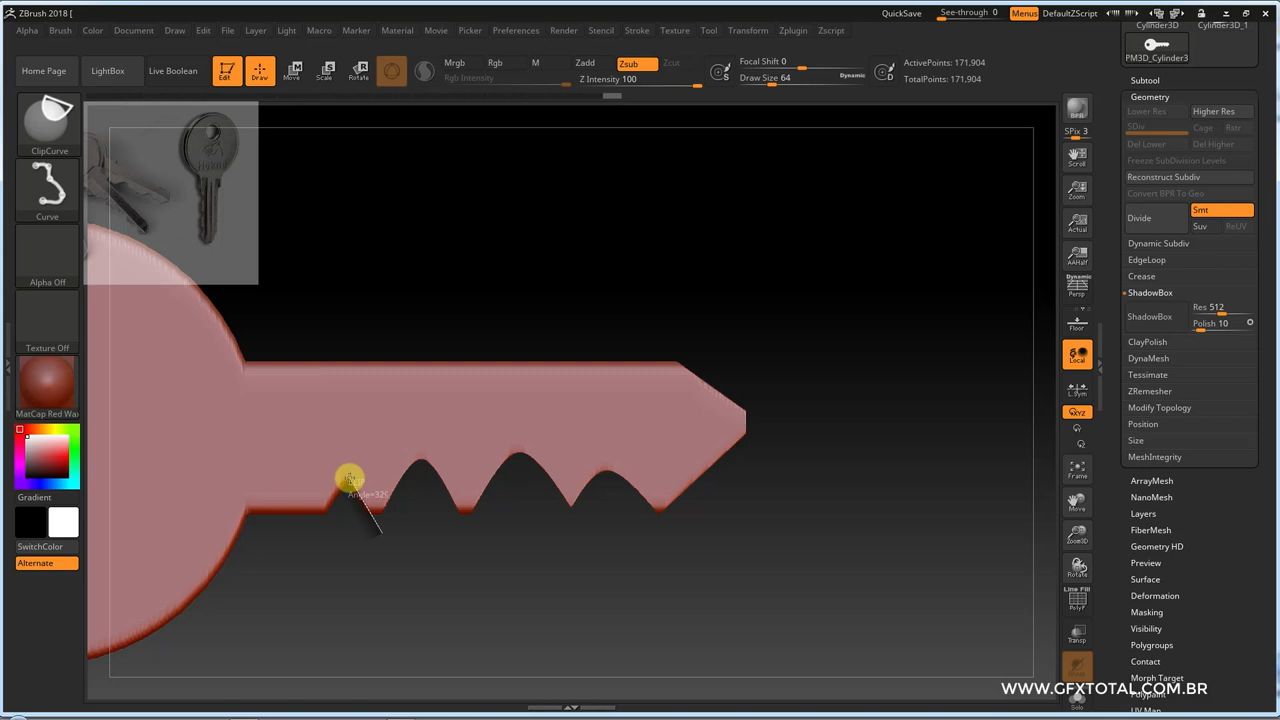 ZBrush 2018 [
QuickSave
See-through 0
Menus
DefaultZScript
Alpha Brush Color Document Draw Edit File Layer Light Macro Marker Material Movie Picker Preferences Render Stencil Stroke Texture Tool Transform Zplugin Zscript
Home Page
LightBox
Live Boolean
Edit
Draw
Move
Scale
Rotate
Mrgb Rgb M
Rgb Intensity
Zadd Zsub Zcut
Z Intensity 100
Focal Shift 0
Draw Size 64
Dynamic
ActivePoints: 171,904
TotalPoints: 171,904
ClipCurve
Curve
Alpha Off
Texture Off
MatCap Red Wax
Gradient
SwitchColor
Alternate
Angle=325
BPR
SPix 3
Scroll
Zoom
Actual
AAHalf
Dynamic
Persp
Floor
Local
L.Sym
XYZ
Frame
Move
Zoom3D
Rotate
Line Fill
PolyF
Transp
Solo
Cylinder3D Cylinder3D_1
PM3D_Cylinder3
Subtool
Geometry
Lower Res Higher Res
SDiv Cage Rstr
Del Lower Del Higher
Freeze SubDivision Levels
Reconstruct Subdiv
Convert BPR To Geo
Divide
Smt
Suv ReUV
Dynamic Subdiv
EdgeLoop
Crease
ShadowBox
ShadowBox
Res 512
Polish 10
ClayPolish
DynaMesh
Tessimate
ZRemesher
Modify Topology
Position
Size
MeshIntegrity
ArrayMesh
NanoMesh
Layers
FiberMesh
Geometry HD
Preview
Surface
Deformation
Masking
Visibility
Polygroups
Contact
Morph Target
Polypaint
UV Map
WWW.GFXTOTAL.COM.BR